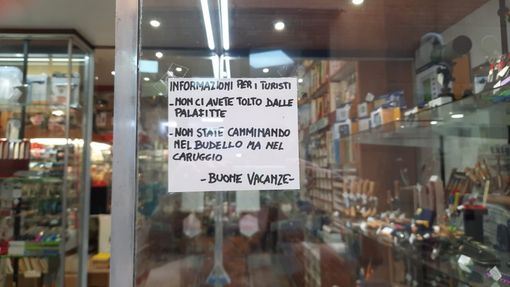 INFORMAZIONI PER I TURISTI
- NON CI AVETE TOLTO DALLE
PALAFITTE
- NON STATE CAMMINANDO
NEL BUDELLO MA NEL
CARUGGIO
- BUONE VACANZE -